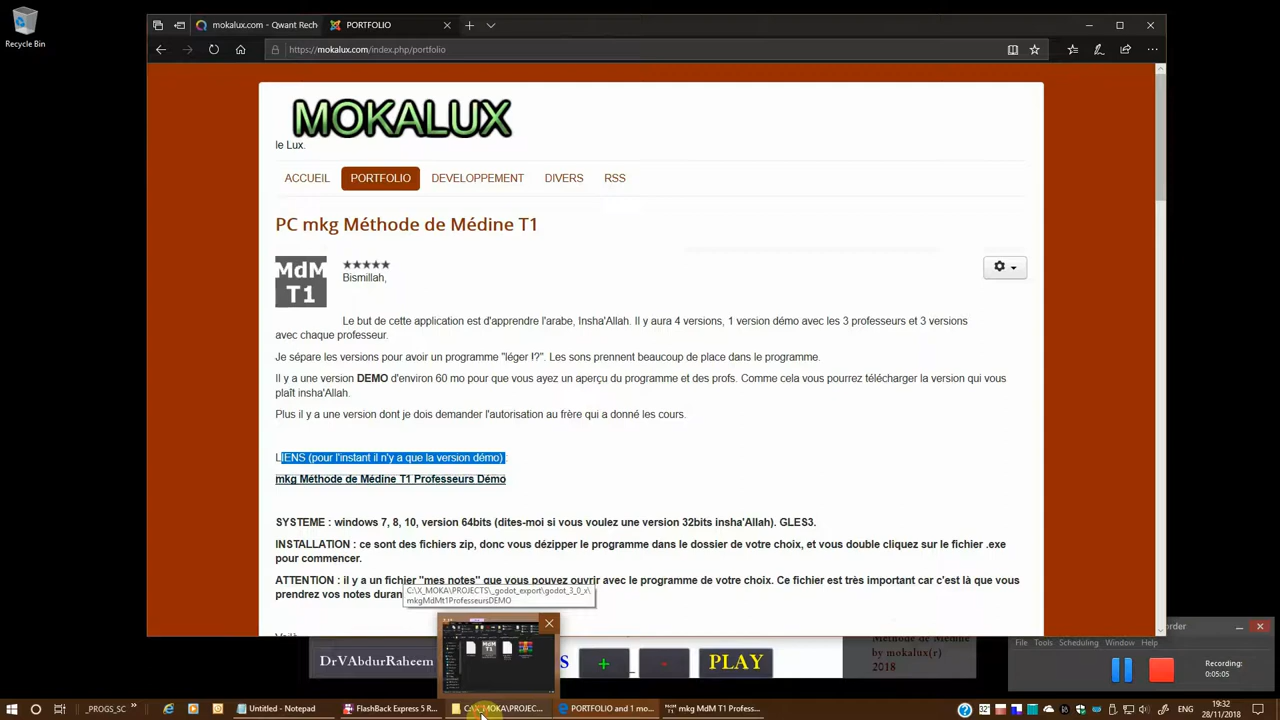 Recycle Bin
mokalux.com - Qwant Rech
PORTFOLIO
https://mokalux.com/index.php/portfolio
MOKALUX
le Lux.
ACCUEIL PORTFOLIO DEVELOPPEMENT DIVERS RSS
PC mkg Méthode de Médine T1
MdM
T1
★★★★★
Bismillah,
Le but de cette application est d'apprendre l'arabe, Insha'Allah. Il y aura 4 versions, 1 version démo avec les 3 professeurs et 3 versions
avec chaque professeur.
Je sépare les versions pour avoir un programme "léger !?". Les sons prennent beaucoup de place dans le programme.
Il y a une version DEMO d'environ 60 mo pour que vous ayez un aperçu du programme et des profs. Comme cela vous pourrez télécharger la version qui vous
plaît insha'Allah.
Plus il y a une version dont je dois demander l'autorisation au frère qui a donné les cours.
LIENS (pour l'instant il n'y a que la version démo) :
mkg Méthode de Médine T1 Professeurs Démo
SYSTEME : windows 7, 8, 10, version 64bits (dites-moi si vous voulez une version 32bits insha'Allah). GLES3.
INSTALLATION : ce sont des fichiers zip, donc vous dézipper le programme dans le dossier de votre choix, et vous double cliquez sur le fichier .exe
pour commencer.
ATTENTION : il y a un fichier "mes notes" que vous pouvez ouvrir avec le programme de votre choix. Ce fichier est très important car c'est là que vous
prendrez vos notes duran
C:\X_MOKA\PROJECTS\_godot_export\godot_3_0_x\
mkgMdMt1ProfesseursDEMO
Voilà
DrVAbdurRaheem
S + _ - PLAY
Méthode de Médine
by mokalux(r)
2018
order
File Tools Scheduling Window Help
Recording:
5:05:05
_PROGS_SC
Untitled - Notepad
FlashBack Express 5 R...
C:\X_MOKA\PROJEC...
PORTFOLIO and 1 mo...
mkg MdM T1 Profess...
32
19:32
28/11/2018